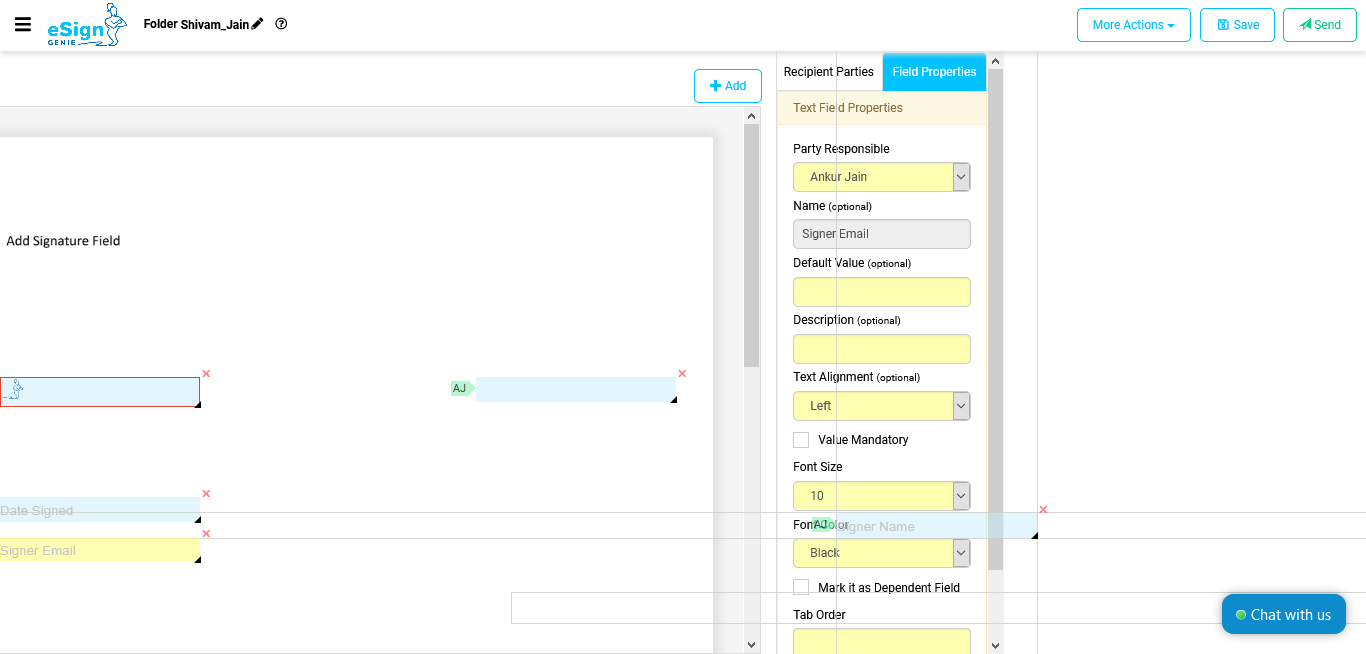 eSign
GENIE
Folder Shivam_Jain
More Actions
Save
Send
Add
Recipient Parties
Field Properties
Text Field Properties
Party Responsible
Ankur Jain
Name (optional)
Signer Email
Default Value (optional)
Description (optional)
Text Alignment (optional)
Left
Value Mandatory
Font Size
10
Font Color
AJ
Signer Name
Black
Mark it as Dependent Field
Tab Order
Add Signature Field
AJ
Date Signed
Signer Email
Chat with us